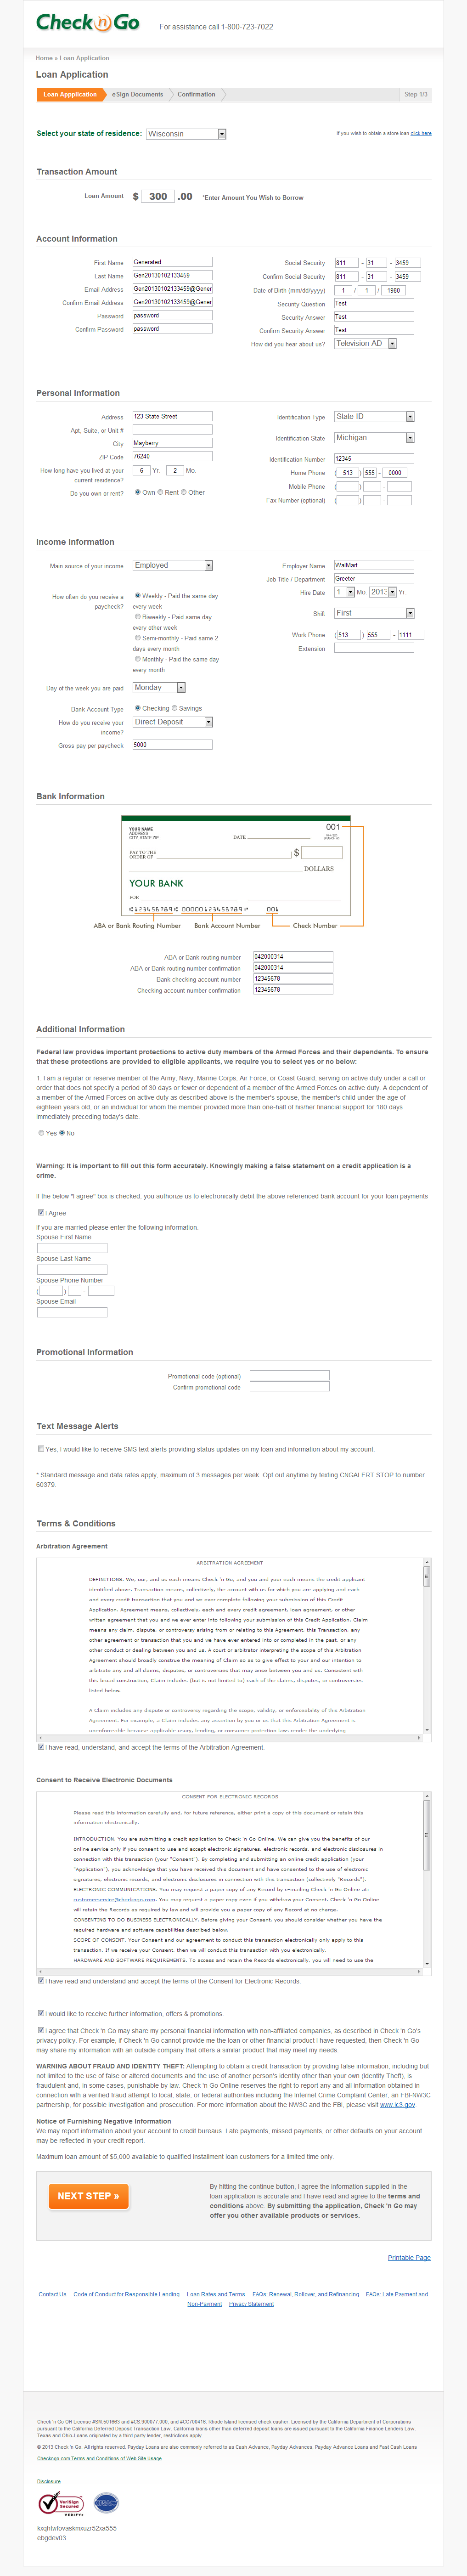 Check 'n Go
For assistance call 1-800-723-7022
Home » Loan Application
Loan Application
Loan Appplication eSign Documents Confirmation Step 1/3
Select your state of residence: Wisconsin
If you wish to obtain a store loan click here
Transaction Amount
Loan Amount $ 300 .00 *Enter Amount You Wish to Borrow
Account Information
First Name Generated
Last Name Gen20130102133459
Email Address Gen20130102133459@Gener
Confirm Email Address Gen20130102133459@Gener
Password password
Confirm Password password
Social Security 811 - 31 - 3459
Confirm Social Security 811 - 31 - 3459
Date of Birth (mm/dd/yyyy) 1 / 1 / 1980
Security Question Test
Security Answer Test
Confirm Security Answer Test
How did you hear about us? Television AD
Personal Information
Address 123 State Street
Apt, Suite, or Unit #
City Mayberry
ZIP Code 76240
How long have you lived at your
current residence? 6 Yr. 2 Mo.
Do you own or rent? Own Rent Other
Identification Type State ID
Identification State Michigan
Identification Number 12345
Home Phone (513) 555 - 0000
Mobile Phone ( ) -
Fax Number (optional) ( ) -
Income Information
Main source of your income Employed
How often do you receive a
paycheck?
Weekly - Paid the same day
every week
Biweekly - Paid same day
every other week
Semi-monthly - Paid same 2
days every month
Monthly - Paid the same day
every month
Day of the week you are paid Monday
Bank Account Type Checking Savings
How do you receive your
income? Direct Deposit
Gross pay per paycheck 5000
Employer Name WalMart
Job Title / Department Greeter
Hire Date 1 Mo. 2013 Yr.
Shift First
Work Phone (513) 555 - 1111
Extension
Bank Information
YOUR NAME
ADDRESS
CITY, STATE ZIP
DATE
001
PAY TO THE
ORDER OF $
DOLLARS
YOUR BANK
FOR
123456789 00000123456789 001
ABA or Bank Routing Number Bank Account Number Check Number
ABA or Bank routing number 042000314
ABA or Bank routing number confirmation 042000314
Bank checking account number 12345678
Checking account number confirmation 12345678
Additional Information
Federal law provides important protections to active duty members of the Armed Forces and their dependents. To ensure
that these protections are provided to eligible applicants, we require you to select yes or no below:
1. I am a regular or reserve member of the Army, Navy, Marine Corps, Air Force, or Coast Guard, serving on active duty under a call or
order that does not specify a period of 30 days or fewer or dependent of a member of the Armed Forces on active duty. A dependent of
a member of the Armed Forces on active duty as described above is the member's spouse, the member's child under the age of
eighteen years old, or an individual for whom the member provided more than one-half of his/her financial support for 180 days
immediately preceding today's date.
Yes No
Warning: It is important to fill out this form accurately. Knowingly making a false statement on a credit application is a
crime.
If the below "I agree" box is checked, you authorize us to electronically debit the above referenced bank account for your loan payments
I Agree
If you are married please enter the following information.
Spouse First Name
Spouse Last Name
Spouse Phone Number
( ) -
Spouse Email
Promotional Information
Promotional code (optional)
Confirm promotional code
Text Message Alerts
Yes, I would like to receive SMS text alerts providing status updates on my loan and information about my account.
* Standard message and data rates apply, maximum of 3 messages per week. Opt out anytime by texting CNGALERT STOP to number
60379.
Terms & Conditions
Arbitration Agreement
ARBITRATION AGREEMENT
DEFINITIONS. We, our, and us each means Check 'n Go, and you and your each means the credit applicant
identified above. Transaction means, collectively, the account with us for which you are applying and each
and every credit transaction that you and we ever complete following your submission of this Credit
Application. Agreement means, collectively, each and every credit agreement, loan agreement, or other
written agreement that you and we ever enter into following your submission of this Credit Application. Claim
means any claim, dispute, or controversy arising from or relating to this Agreement, this Transaction, any
other agreement or transaction that you and we have ever entered into or completed in the past, or any
other conduct or dealing between you and us. A court or arbitrator interpreting the scope of this Arbitration
Agreement should broadly construe the meaning of Claim so as to give effect to your and our intention to
arbitrate any and all claims, disputes, or controversies that may arise between you and us. Consistent with
this broad construction, Claim includes (but is not limited to) each of the claims, disputes, or controversies
listed below.
A Claim includes any dispute or controversy regarding the scope, validity, or enforceability of this Arbitration
Agreement. For example, a Claim includes any assertion by you or us that this Arbitration Agreement is
unenforceable because applicable usury, lending, or consumer protection laws render the underlying
I have read, understand, and accept the terms of the Arbitration Agreement.
Consent to Receive Electronic Documents
CONSENT FOR ELECTRONIC RECORDS
Please read this information carefully and, for future reference, either print a copy of this document or retain this
information electronically.
INTRODUCTION. You are submitting a credit application to Check 'n Go Online. We can give you the benefits of our
online service only if you consent to use and accept electronic signatures, electronic records, and electronic disclosures in
connection with this transaction (your "Consent"). By completing and submitting an online credit application (your
"Application"), you acknowledge that you have received this document and have consented to the use of electronic
signatures, electronic records, and electronic disclosures in connection with this transaction (collectively "Records").
ELECTRONIC COMMUNICATIONS. You may request a paper copy of any Record by e-mailing Check 'n Go Online at:
customerservice@checkngo.com. You may request a paper copy even if you withdraw your Consent. Check 'n Go Online
will retain the Records as required by law and will provide you a paper copy of any Record at no charge.
CONSENTING TO DO BUSINESS ELECTRONICALLY. Before giving your Consent, you should consider whether you have the
required hardware and software capabilities described below.
SCOPE OF CONSENT. Your Consent and our agreement to conduct this transaction electronically only apply to this
transaction. If we receive your Consent, then we will conduct this transaction with you electronically.
HARDWARE AND SOFTWARE REQUIREMENTS. To review and retain the Records electronically, you will need to use the
I have read and understand and accept the terms of the Consent for Electronic Records.
I would like to receive further information, offers & promotions.
I agree that Check 'n Go may share my personal financial information with non-affiliated companies, as described in Check 'n Go's
privacy policy. For example, if Check 'n Go cannot provide me the loan or other financial product I have requested, then Check 'n Go
may share my information with an outside company that offers a similar product that may meet my needs.
WARNING ABOUT FRAUD AND IDENTITY THEFT: Attempting to obtain a credit transaction by providing false information, including but
not limited to the use of false or altered documents and the use of another person's identity other than your own (Identity Theft), is
fraudulent and, in some cases, punishable by law. Check 'n Go Online reserves the right to report any and all information obtained in
connection with a verified fraud attempt to local, state, or federal authorities including the Internet Crime Complaint Center, an FBI-NW3C
partnership, for possible investigation and prosecution. For more information about the NW3C and the FBI, please visit www.ic3.gov.
Notice of Furnishing Negative Information
We may report information about your account to credit bureaus. Late payments, missed payments, or other defaults on your account
may be reflected in your credit report.
Maximum loan amount of $5,000 available to qualified installment loan customers for a limited time only.
NEXT STEP »
By hitting the continue button, I agree the information supplied in the
loan application is accurate and I have read and agree to the terms and
conditions above. By submitting the application, Check 'n Go may
offer you other available products or services.
Printable Page
Contact Us Code of Conduct for Responsible Lending Loan Rates and Terms FAQs: Renewal, Rollover, and Refinancing FAQs: Late Payment and
Non-Payment Privacy Statement
Check 'n Go OH License #SM.501683 and #CS.900077.000, and #CC700416. Rhode Island licensed check casher. Licensed by the California Department of Corporations
pursuant to the California Deferred Deposit Transaction Law. California loans other than deferred deposit loans are issued pursuant to the California Finance Lenders Law.
Texas and Ohio-Loans originated by a third party lender, restrictions apply.
© 2013 Check 'n Go. All rights reserved. Payday Loans are also commonly referred to as Cash Advance, Payday Advances, Payday Advance Loans and Fast Cash Loans
Checkngo.com Terms and Conditions of Web Site Usage
Disclosure
VeriSign
Secured
VERIFY
kxqhtwfovaskmxuzr52xa555
ebgdev03